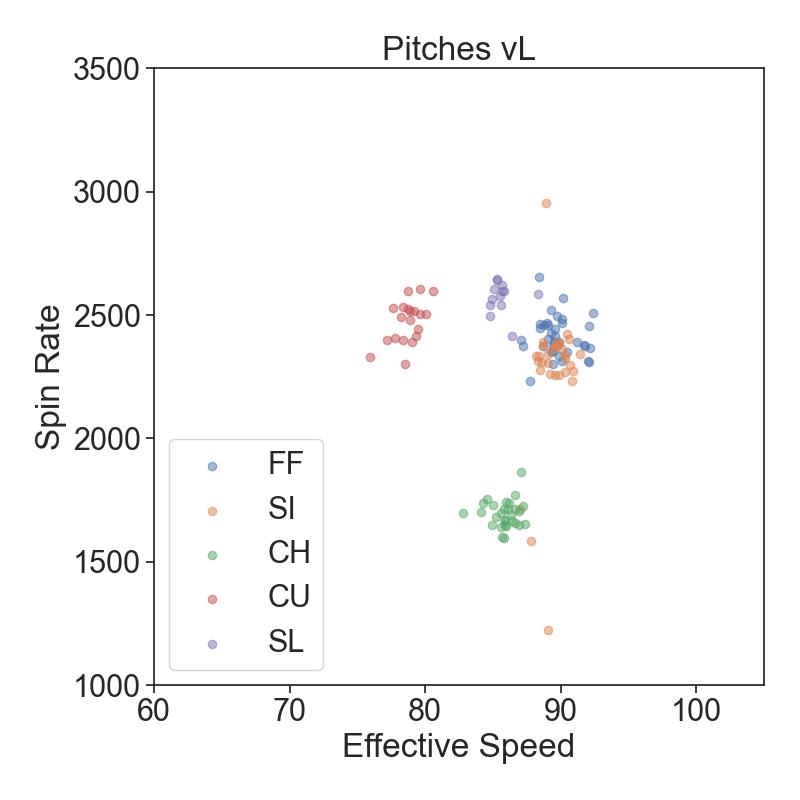 Pitches vL
3500
3000
2500
2000
1500
1000
Spin Rate
FF
SI
CH
CU
SL
60 70 80 90 100
Effective Speed